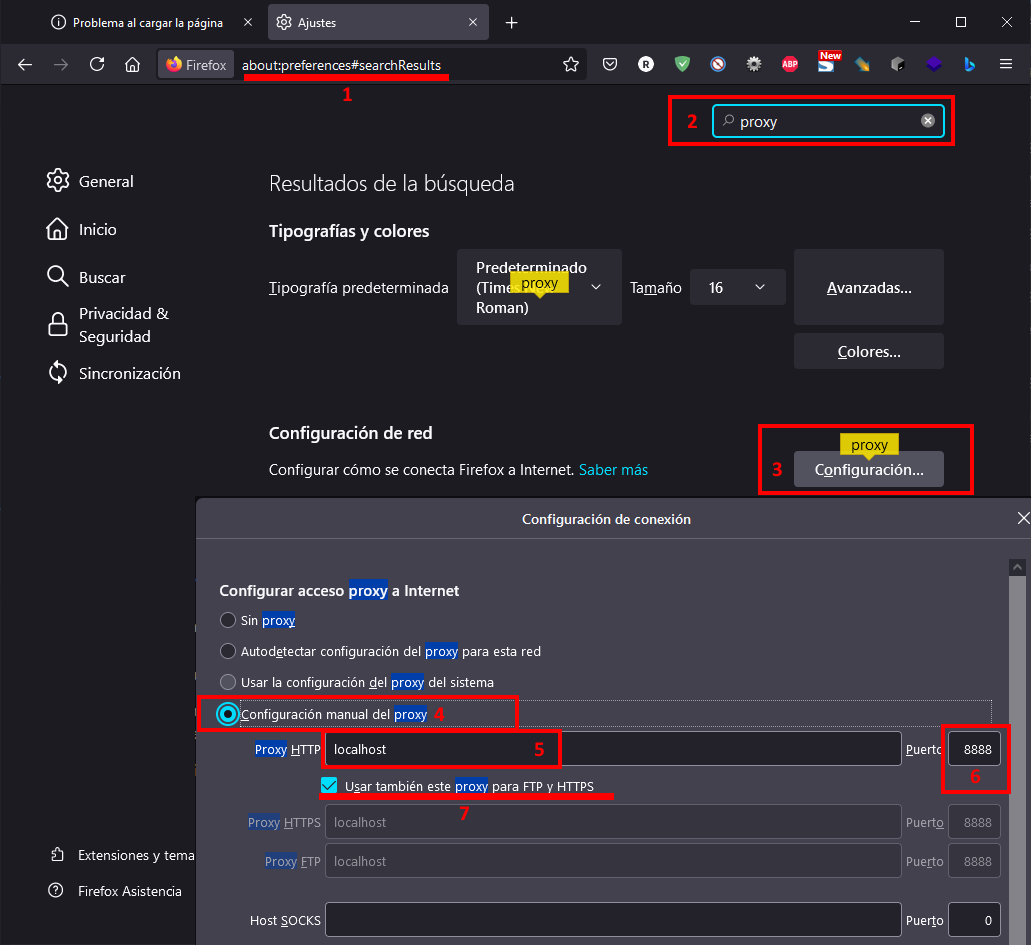 Problema al cargar la página
Ajustes
Firefox
about:preferences#searchResults
R
ABP
New
S
1
2
proxy
General
Inicio
Buscar
Privacidad &
Seguridad
Sincronización
Resultados de la búsqueda
Tipografías y colores
Tipografía predeterminada
Predeterminado
(Times
Roman)
proxy
Tamaño
16
Avanzadas...
Colores...
Configuración de red
Configurar cómo se conecta Firefox a Internet. Saber más
proxy
3
Configuración...
Configuración de conexión
Configurar acceso proxy a Internet
Sin proxy
Autodetectar configuración del proxy para esta red
Usar la configuración del proxy del sistema
Configuración manual del proxy 4
Proxy HTTP localhost 5 Puerto 8888
6
Usar también este proxy para FTP y HTTPS
7
Proxy HTTPS localhost Puerto 8888
Proxy FTP localhost Puerto 8888
Host SOCKS Puerto 0
Extensiones y tema
Firefox Asistencia